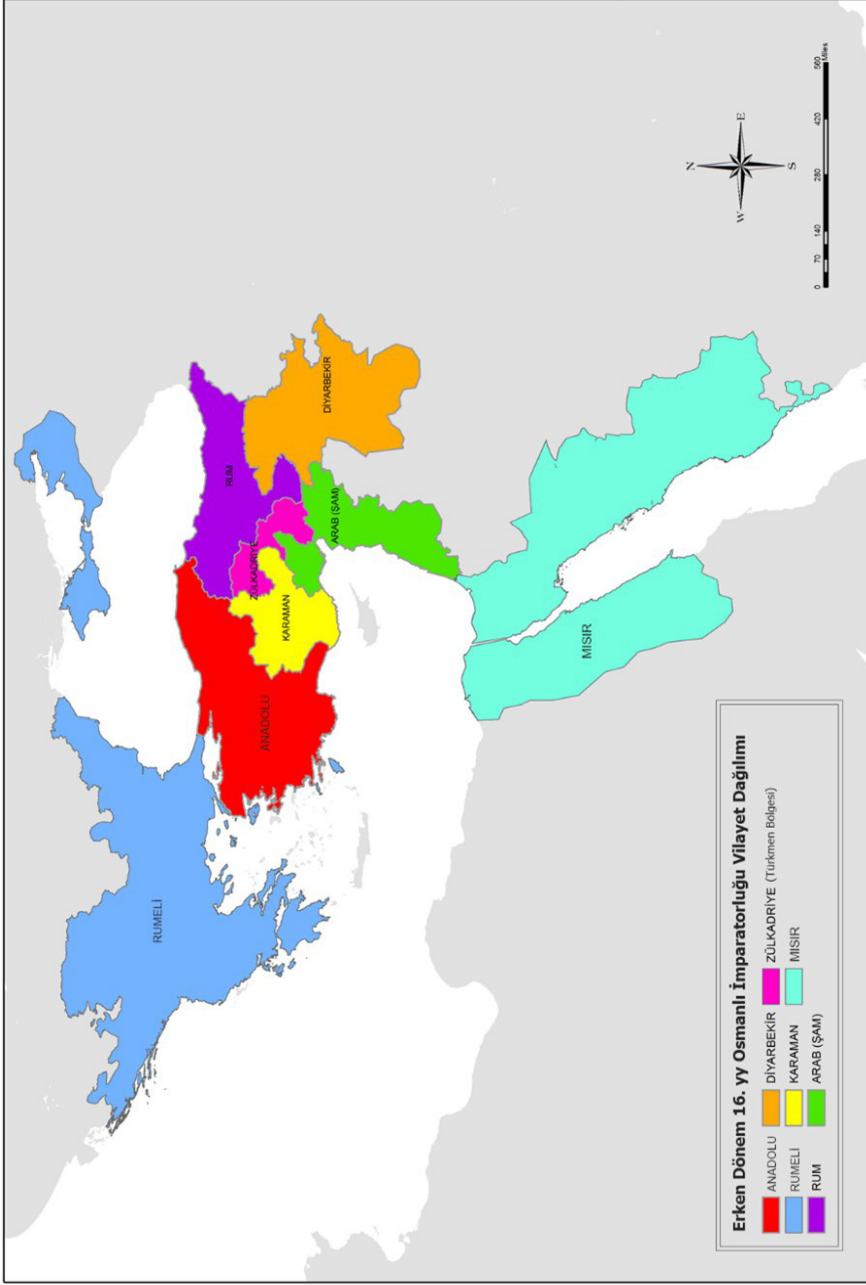 RUMELİ
ANADOLU
KARAMAN
ZÜLKADRİYE
RUM
ARAB (ŞAM)
DİYARBEKİR
MISIR
N
W
E
S
0 70 140 280 420 560
Miles
Erken Dönem 16. yy Osmanlı İmparatorluğu Vilayet Dağılımı
ANADOLU DİYARBEKİR ZÜLKADRİYE (Türkmen Bölgesi)
RUMELİ KARAMAN MISIR
RUM ARAB (ŞAM)